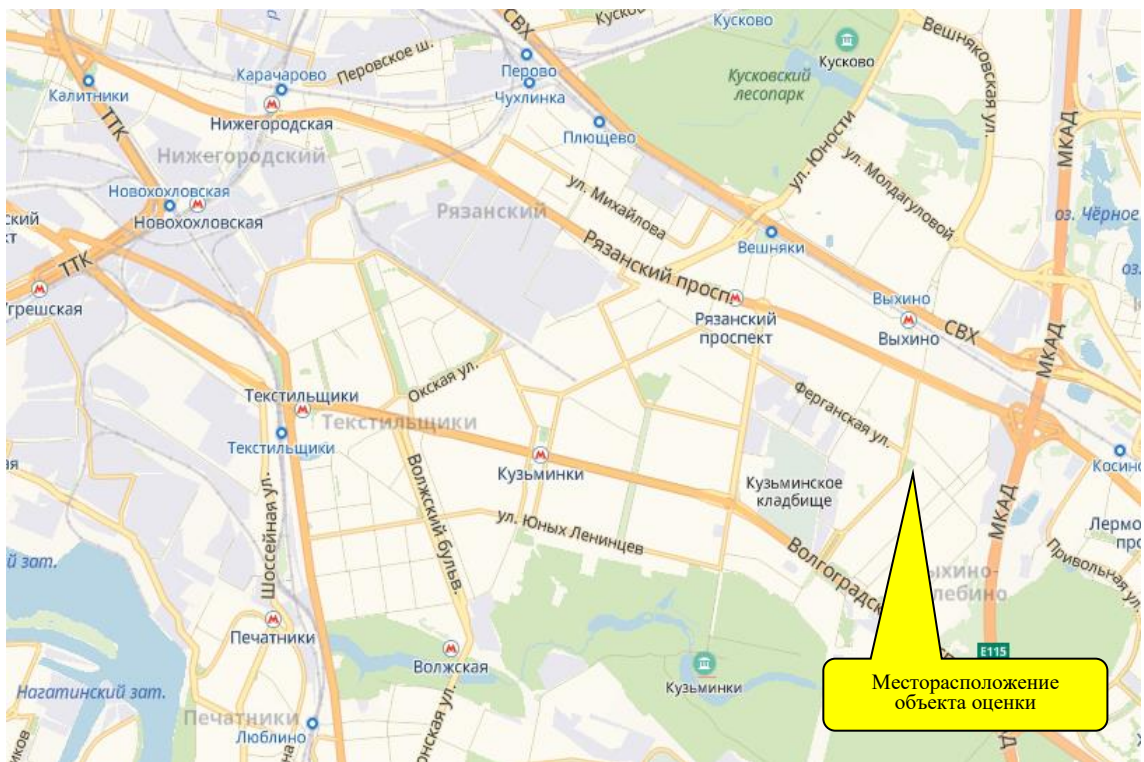 СВХ
Кусково
Кусково
Вешняковская ул.
Карачарово
Перовское ш.
Перово
Чухлинка
Кусковский
лесопарк
МКАД
Калитники
ТТК
Нижегородская
Плющево
ул. Юности
Нижегородский
ул. Молдагуловой
Новохохловская
Новохохловская
ул. Михайлова
Рязанский
оз. Чёрное
Вешняки
ТТК
Рязанский просп.
Выхино
Выхино
СВХ
МКАД
Рязанский
проспект
Окская ул.
Ферганская ул.
Текстильщики
Текстильщики
Текстильщики
Кузьминки
Волжский бульв.
Кузьминское
кладбище
Косино
МКАД
Шоссейная ул.
ул. Юных Ленинцев
Волгоградск
Привольная ул.
Печатники
Волжская
Кузьминки
E115
Нагатинский зат.
Печатники
Люблино
Месторасположение
объекта оценки